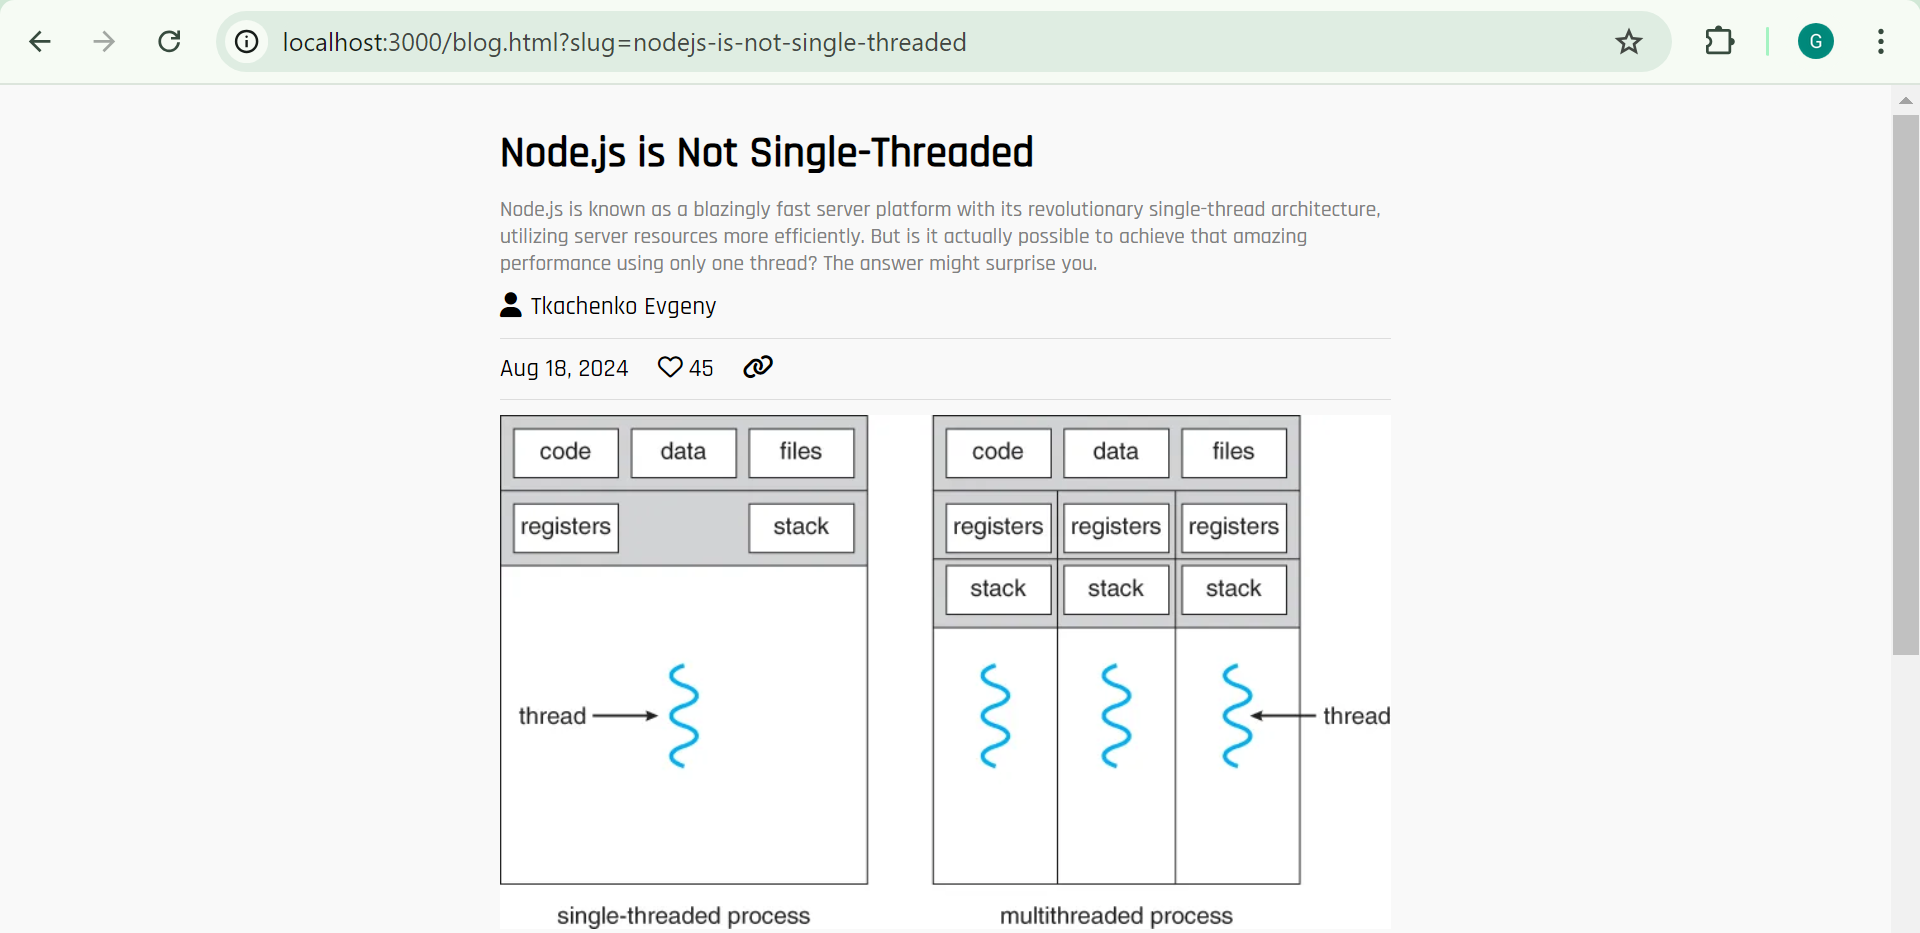 localhost:3000/blog.html?slug=nodejs-is-not-single-threaded
G
Node.js is Not Single-Threaded
Node.js is known as a blazingly fast server platform with its revolutionary single-thread architecture,
utilizing server resources more efficiently. But is it actually possible to achieve that amazing
performance using only one thread? The answer might surprise you.
Tkachenko Evgeny
Aug 18, 2024 45
code data files
registers stack
thread
single-threaded process
code data files
registers registers registers
stack stack stack
thread
multithreaded process